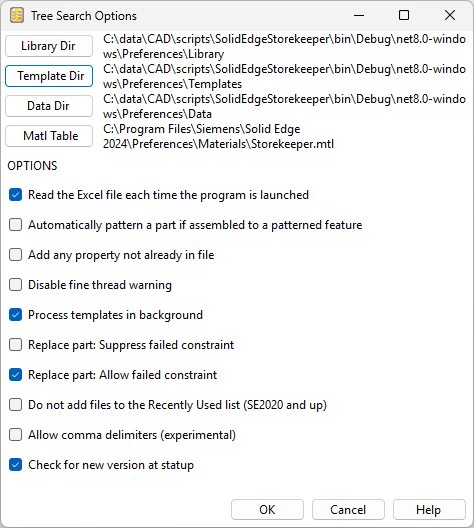 Tree Search Options
Library Dir
C:\data\CAD\scripts\SolidEdgeStorekeeper\bin\Debug\net8.0-windo
ws\Preferences\Library
Template Dir
C:\data\CAD\scripts\SolidEdgeStorekeeper\bin\Debug\net8.0-windo
ws\Preferences\Templates
Data Dir
C:\data\CAD\scripts\SolidEdgeStorekeeper\bin\Debug\net8.0-windo
ws\Preferences\Data
Matl Table
C:\Program Files\Siemens\Solid Edge
2024\Preferences\Materials\Storekeeper.mtl
OPTIONS
Read the Excel file each time the program is launched
Automatically pattern a part if assembled to a patterned feature
Add any property not already in file
Disable fine thread warning
Process templates in background
Replace part: Suppress failed constraint
Replace part: Allow failed constraint
Do not add files to the Recently Used list (SE2020 and up)
Allow comma delimiters (experimental)
Check for new version at statup
OK
Cancel
Help